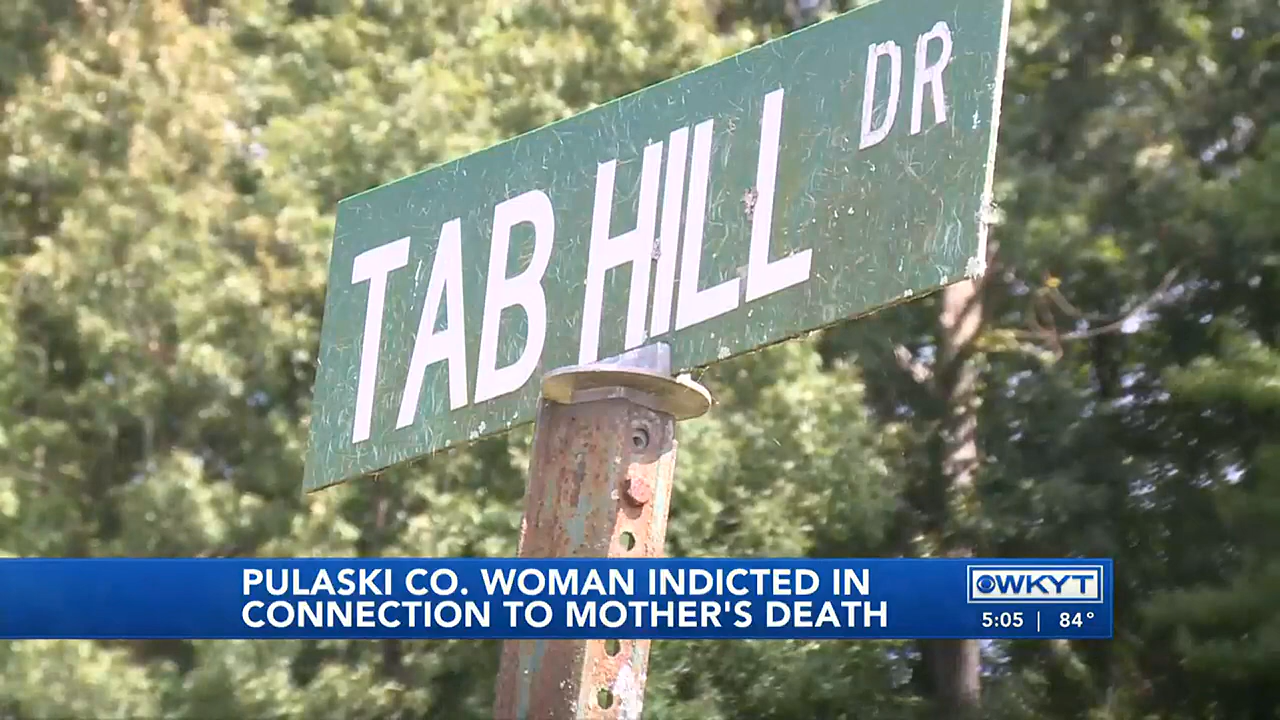 TAB HILL DR
PULASKI CO. WOMAN INDICTED IN
CONNECTION TO MOTHER'S DEATH
WKYT
5:05 | 84°